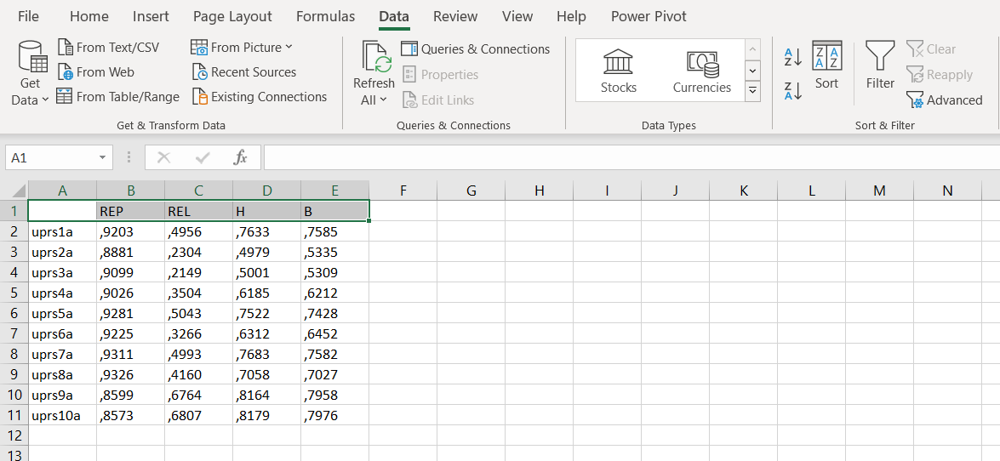 File Home Insert Page Layout Formulas Data Review View Help Power Pivot
From Text/CSV From Picture Queries & Connections Clear
From Web Recent Sources Properties Reapply
Get Data From Table/Range Existing Connections Refresh All Edit Links Stocks Currencies Sort Filter Advanced
Get & Transform Data Queries & Connections Data Types Sort & Filter
A1 fx
A B C D E F G H I J K L M N
1 REP REL H B
2 uprs1a ,9203 ,4956 ,7633 ,7585
3 uprs2a ,8881 ,2304 ,4979 ,5335
4 uprs3a ,9099 ,2149 ,5001 ,5309
5 uprs4a ,9026 ,3504 ,6185 ,6212
6 uprs5a ,9281 ,5043 ,7522 ,7428
7 uprs6a ,9225 ,3266 ,6312 ,6452
8 uprs7a ,9311 ,4993 ,7683 ,7582
9 uprs8a ,9326 ,4160 ,7058 ,7027
10 uprs9a ,8599 ,6764 ,8164 ,7958
11 uprs10a ,8573 ,6807 ,8179 ,7976
12
13